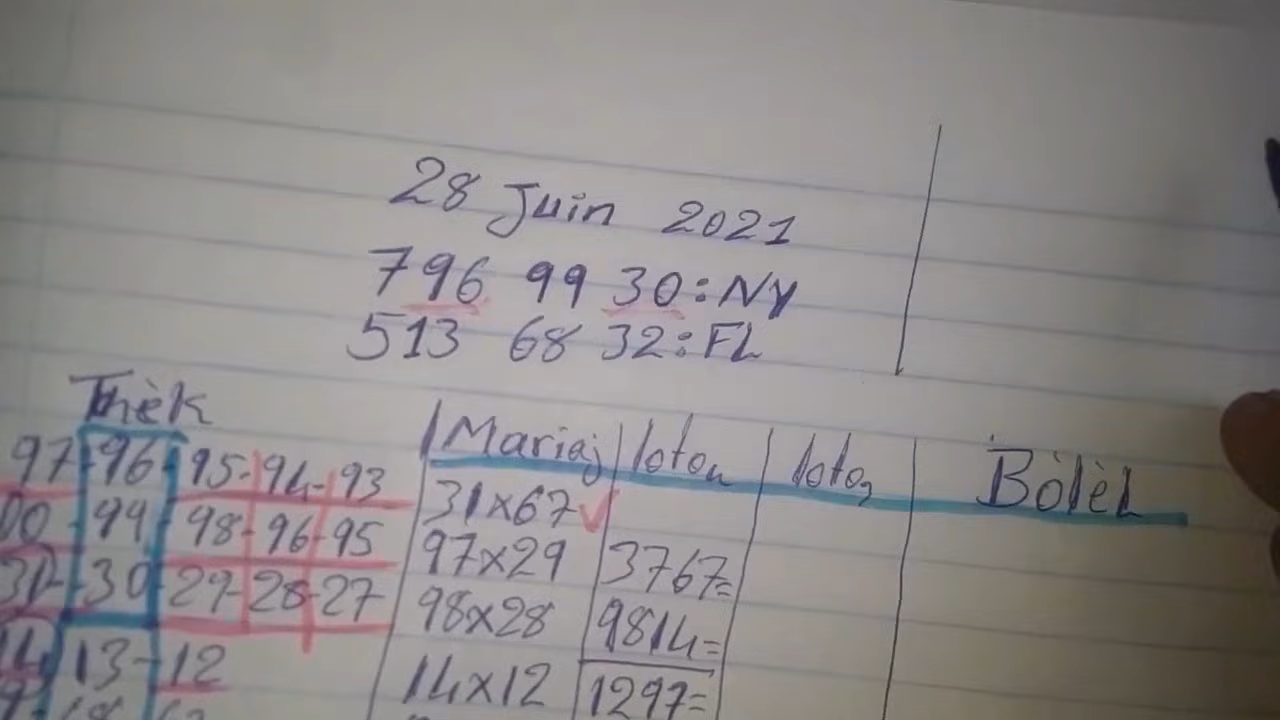 28 Juin 2021
796 99 30:NY
513 68 32:FL
Thèk
Mariaj loto4 loto3 Bòlèt
97-96-95-94-93
31x67✓
00-99-98-96-95
97x29 3767=
31-30-29-28-27
98x28 9814=
14 13-12
14x12 1297=